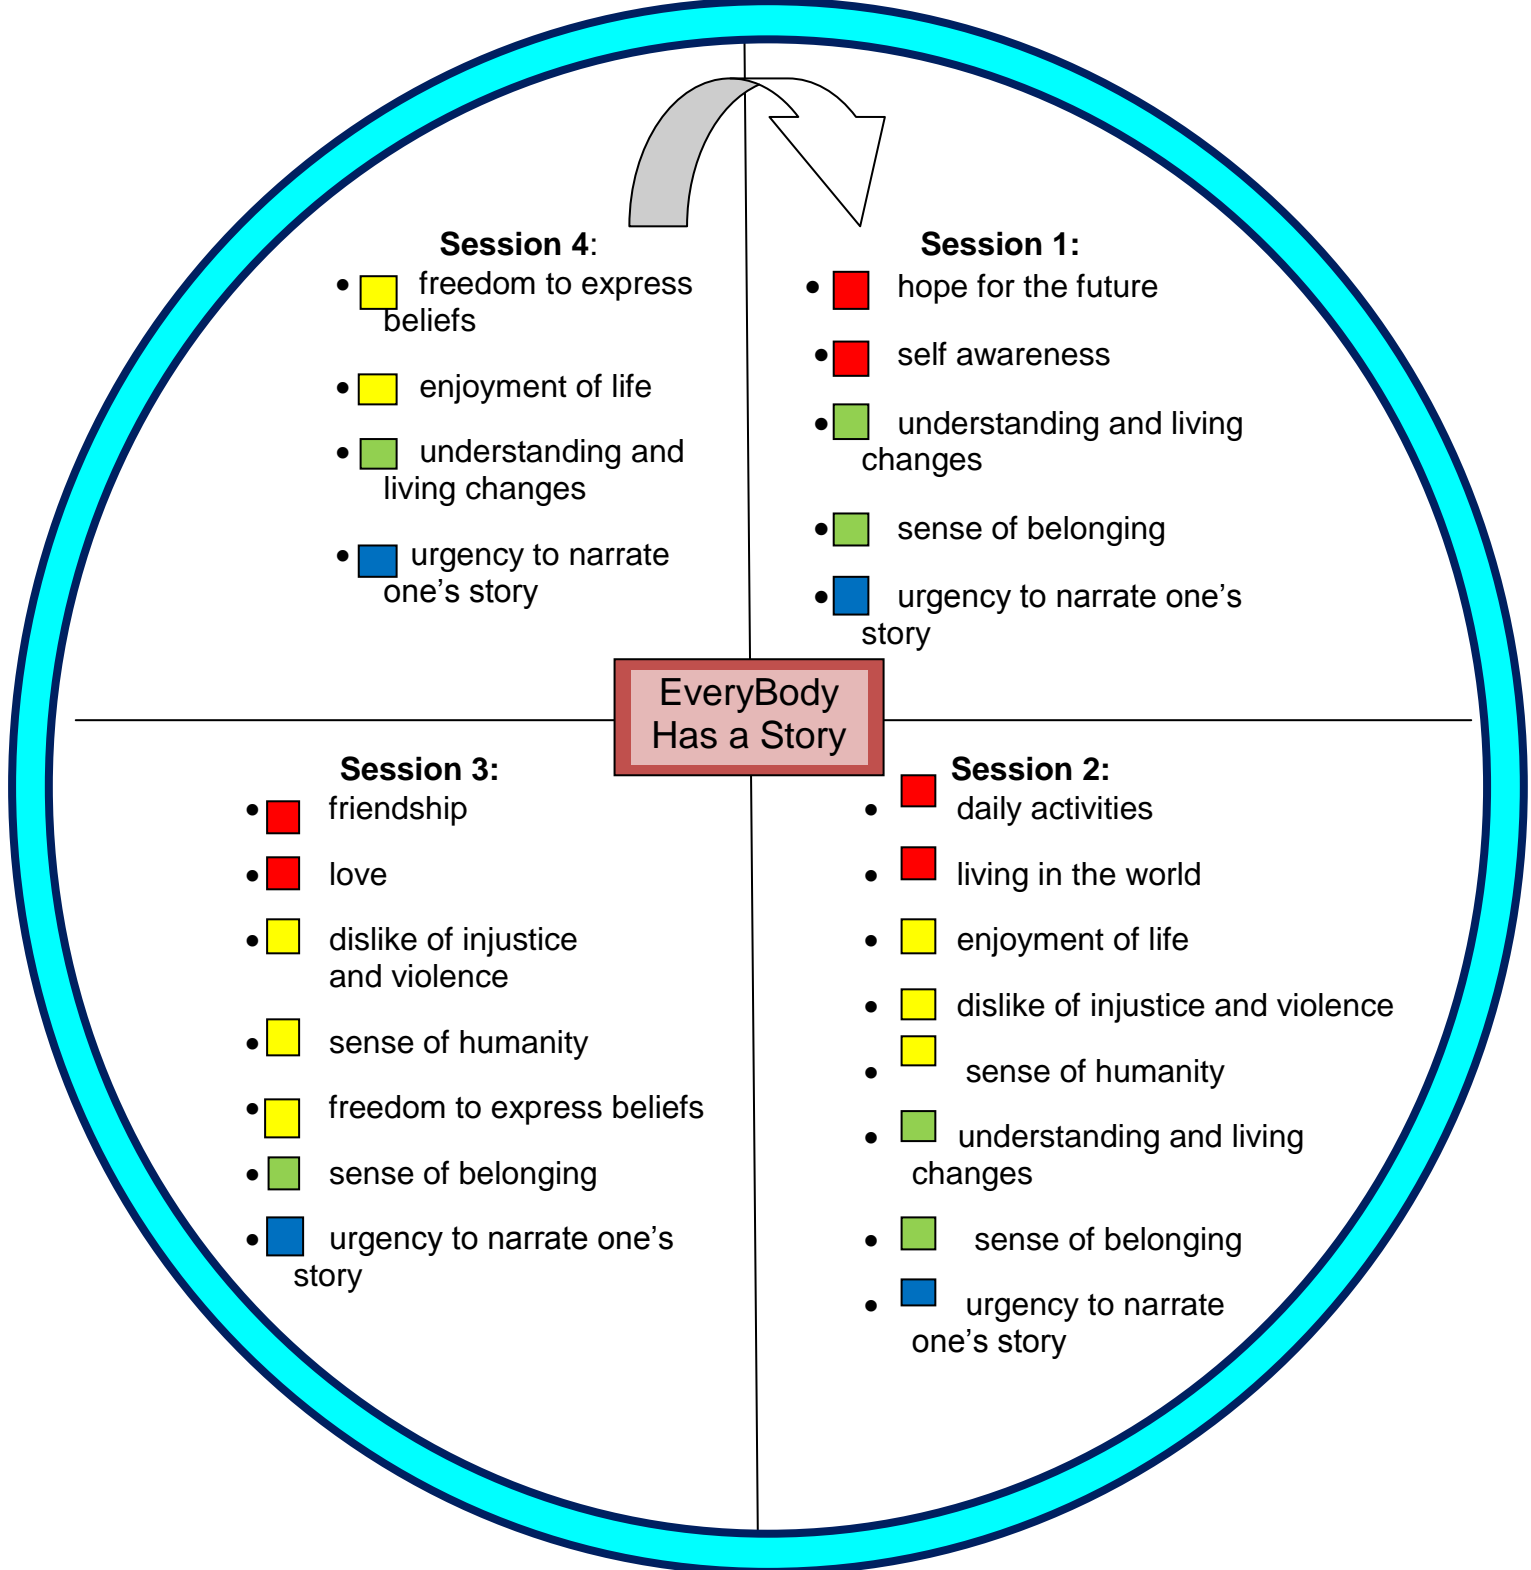 Session 4:
• freedom to express
beliefs
• enjoyment of life
• understanding and
living changes
• urgency to narrate
one’s story
Session 1:
• hope for the future
• self awareness
• understanding and living
changes
• sense of belonging
• urgency to narrate one’s
story
EveryBody
Has a Story
Session 3:
• friendship
• love
• dislike of injustice
and violence
• sense of humanity
• freedom to express beliefs
• sense of belonging
• urgency to narrate one’s
story
Session 2:
• daily activities
• living in the world
• enjoyment of life
• dislike of injustice and violence
• sense of humanity
• understanding and living
changes
• sense of belonging
• urgency to narrate
one’s story